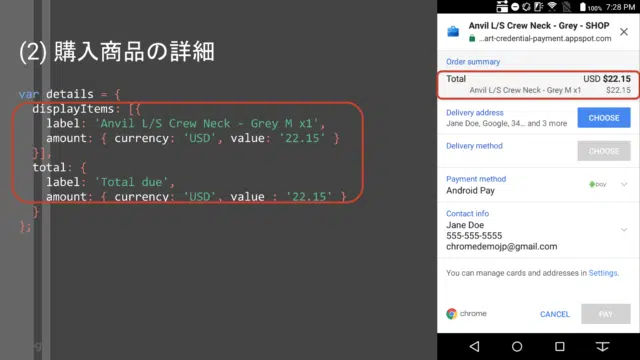 (2) 購入商品の詳細
var details = {
displayItems: [{
label: 'Anvil L/S Crew Neck - Grey M x1',
amount: { currency: 'USD', value: '22.15' }
}],
total: {
label: 'Total due',
amount: { currency: 'USD', value : '22.15' }
}
};
100% 7:28 PM
Anvil L/S Crew Neck - Grey - SHOP
...art-credential-payment.appspot.com
Order summary
Total USD $22.15
Anvil L/S Crew Neck - Grey M x1 $22.15
Delivery address
Jane Doe, Google, 34... and 3 more CHOOSE
Delivery method
CHOOSE
Payment method
Android Pay
pay
Contact info
Jane Doe
555-555-5555
chromedemojp@gmail.com
You can manage cards and addresses in Settings.
chrome CANCEL PAY